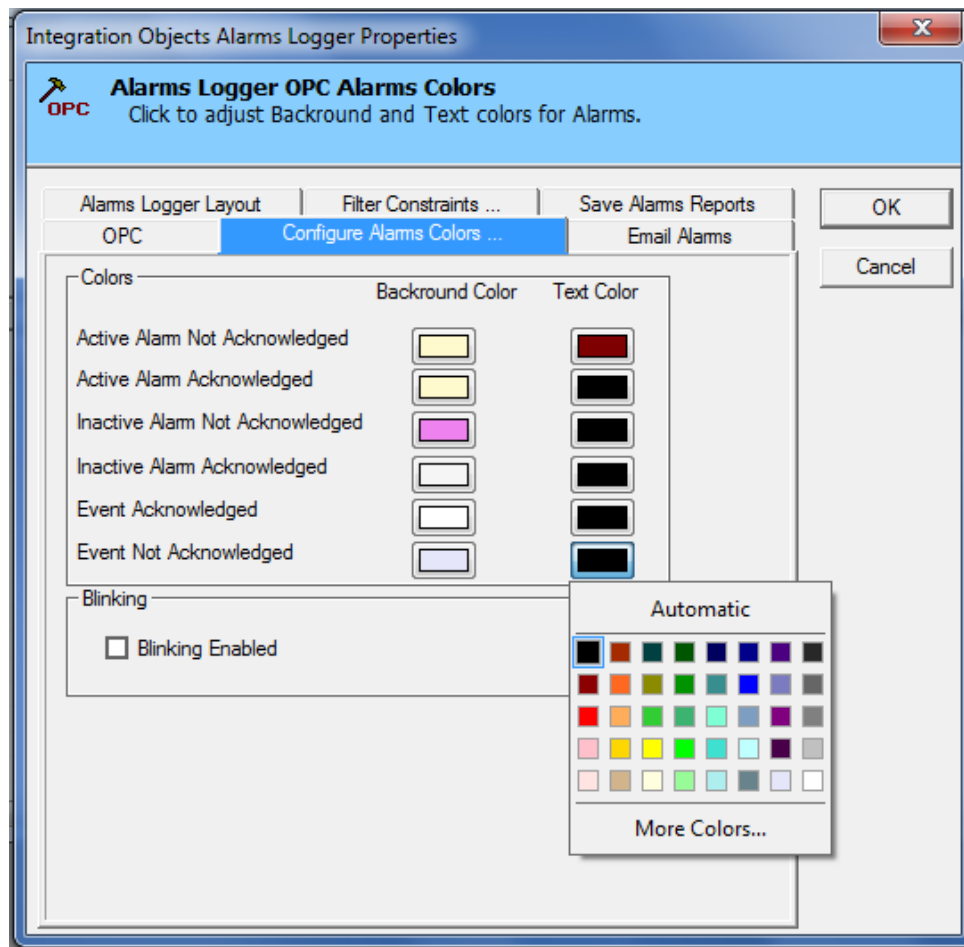 Integration Objects Alarms Logger Properties
X
OPC
Alarms Logger OPC Alarms Colors
Click to adjust Backround and Text colors for Alarms.
Alarms Logger Layout
Filter Constraints ...
Save Alarms Reports
OPC
Configure Alarms Colors ...
Email Alarms
OK
Cancel
Colors
Backround Color
Text Color
Active Alarm Not Acknowledged
Active Alarm Acknowledged
Inactive Alarm Not Acknowledged
Inactive Alarm Acknowledged
Event Acknowledged
Event Not Acknowledged
Blinking
Blinking Enabled
Automatic
More Colors...